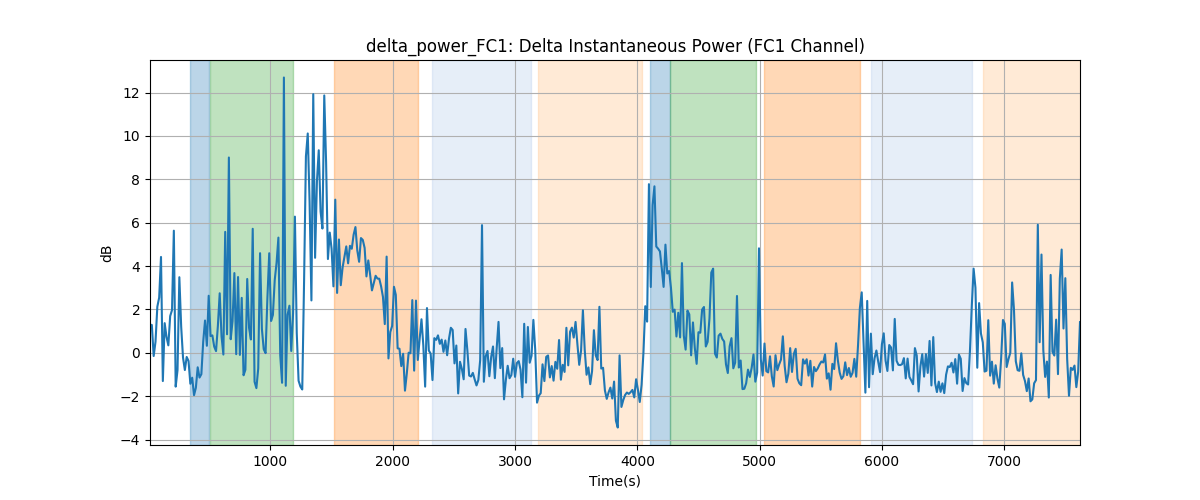 delta_power_FC1: Delta Instantaneous Power (FC1 Channel)
12
10
8
6
4
2
0
−2
−4
dB
1000 2000 3000 4000 5000 6000 7000
Time(s)